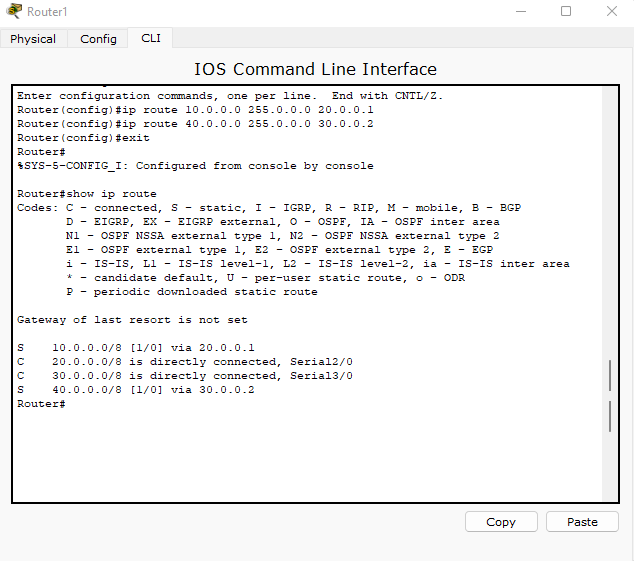 Router1
Physical Config CLI
IOS Command Line Interface
Enter configuration commands, one per line.  End with CNTL/Z.
Router(config)#ip route 10.0.0.0 255.0.0.0 20.0.0.1
Router(config)#ip route 40.0.0.0 255.0.0.0 30.0.0.2
Router(config)#exit
Router#
%SYS-5-CONFIG_I: Configured from console by console
Router#show ip route
Codes: C - connected, S - static, I - IGRP, R - RIP, M - mobile, B - BGP
       D - EIGRP, EX - EIGRP external, O - OSPF, IA - OSPF inter area
       N1 - OSPF NSSA external type 1, N2 - OSPF NSSA external type 2
       E1 - OSPF external type 1, E2 - OSPF external type 2, E - EGP
       i - IS-IS, L1 - IS-IS level-1, L2 - IS-IS level-2, ia - IS-IS inter area
       * - candidate default, U - per-user static route, o - ODR
       P - periodic downloaded static route
Gateway of last resort is not set
S    10.0.0.0/8 [1/0] via 20.0.0.1
C    20.0.0.0/8 is directly connected, Serial2/0
C    30.0.0.0/8 is directly connected, Serial3/0
S    40.0.0.0/8 [1/0] via 30.0.0.2
Router#
Copy Paste